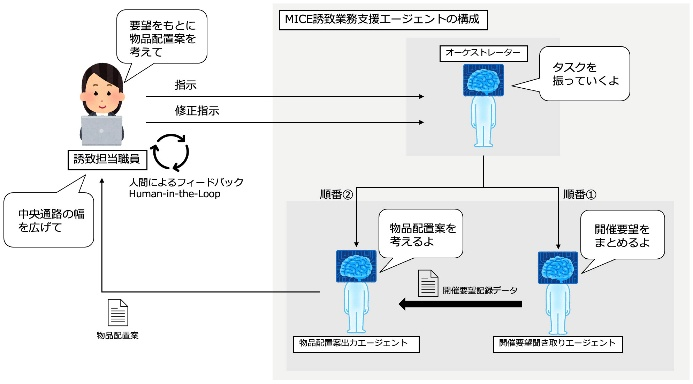 MICE誘致業務支援エージェントの構成
要望をもとに
物品配置案を
考えて
オーケストレーター
タスクを
振っていくよ
指示
修正指示
誘致担当職員
人間によるフィードバック
Human-in-the-Loop
中央通路の幅
を広げて
順番②
順番①
物品配置案を
考えるよ
開催要望を
まとめるよ
開催要望記録データ
物品配置案
物品配置案出力エージェント
開催要望聞き取りエージェント